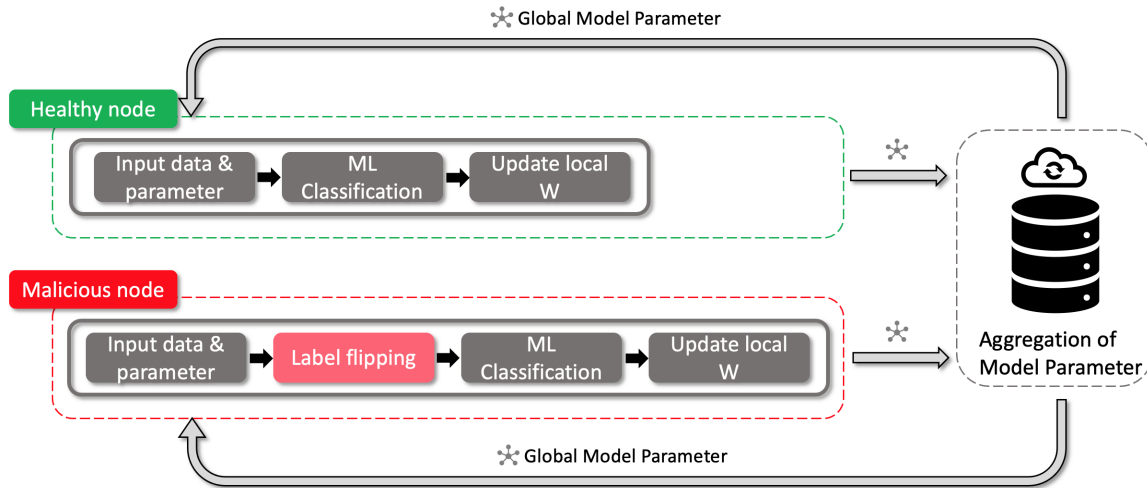 Global Model Parameter
Healthy node
Input data &
parameter
ML
Classification
Update local
W
Malicious node
Input data &
parameter
Label flipping
ML
Classification
Update local
W
Aggregation of
Model Parameter
Global Model Parameter